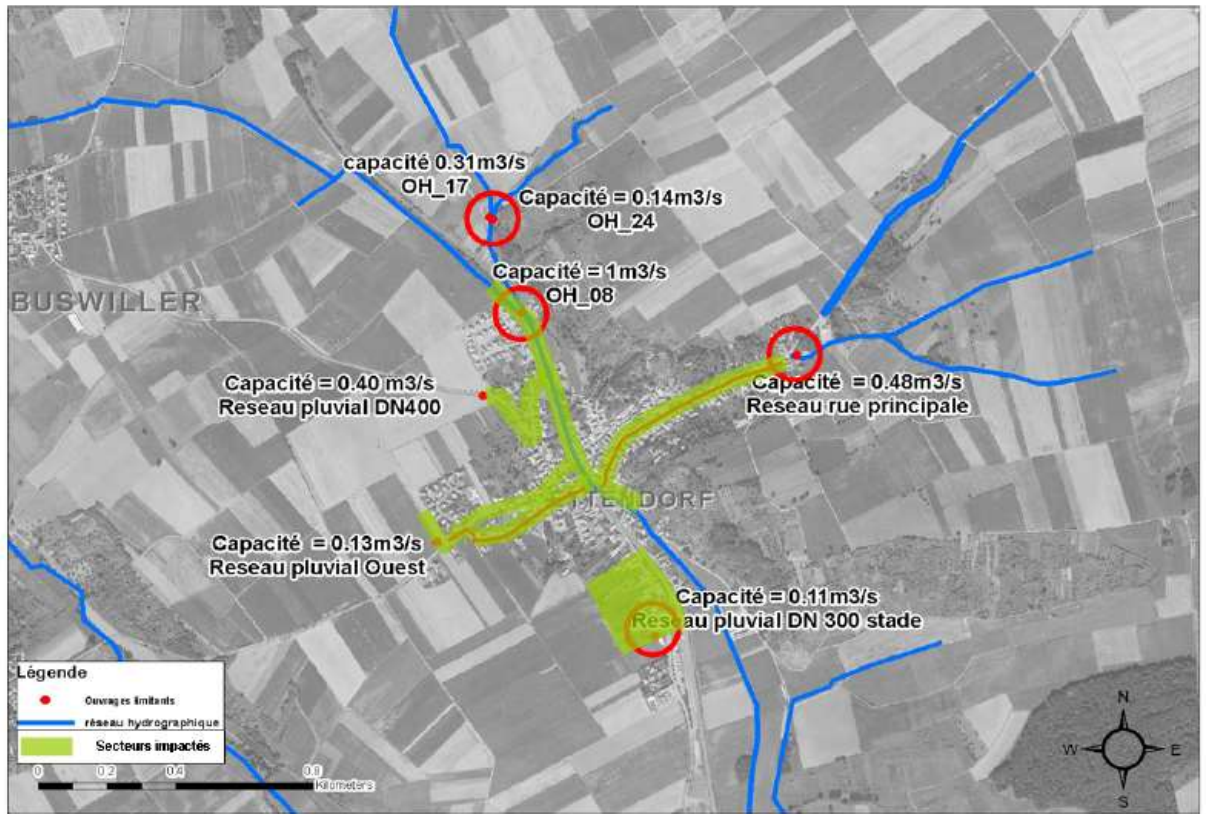 capacité 0.31m3/s
OH_17
Capacité = 0.14m3/s
OH_24
Capacité = 1m3/s
OH_08
BUSWILLER
Capacité = 0.40 m3/s
Reseau pluvial DN400
Capacité = 0.48m3/s
Reseau rue principale
TTENDORF
Capacité = 0.13m3/s
Reseau pluvial Ouest
Capacité = 0.11m3/s
Reseau pluvial DN 300 stade
Légende
Ouvrages limitants
réseau hydrographique
Secteurs impactés
0 0.2 0.4 0.8
Kilometers
N
W E
S